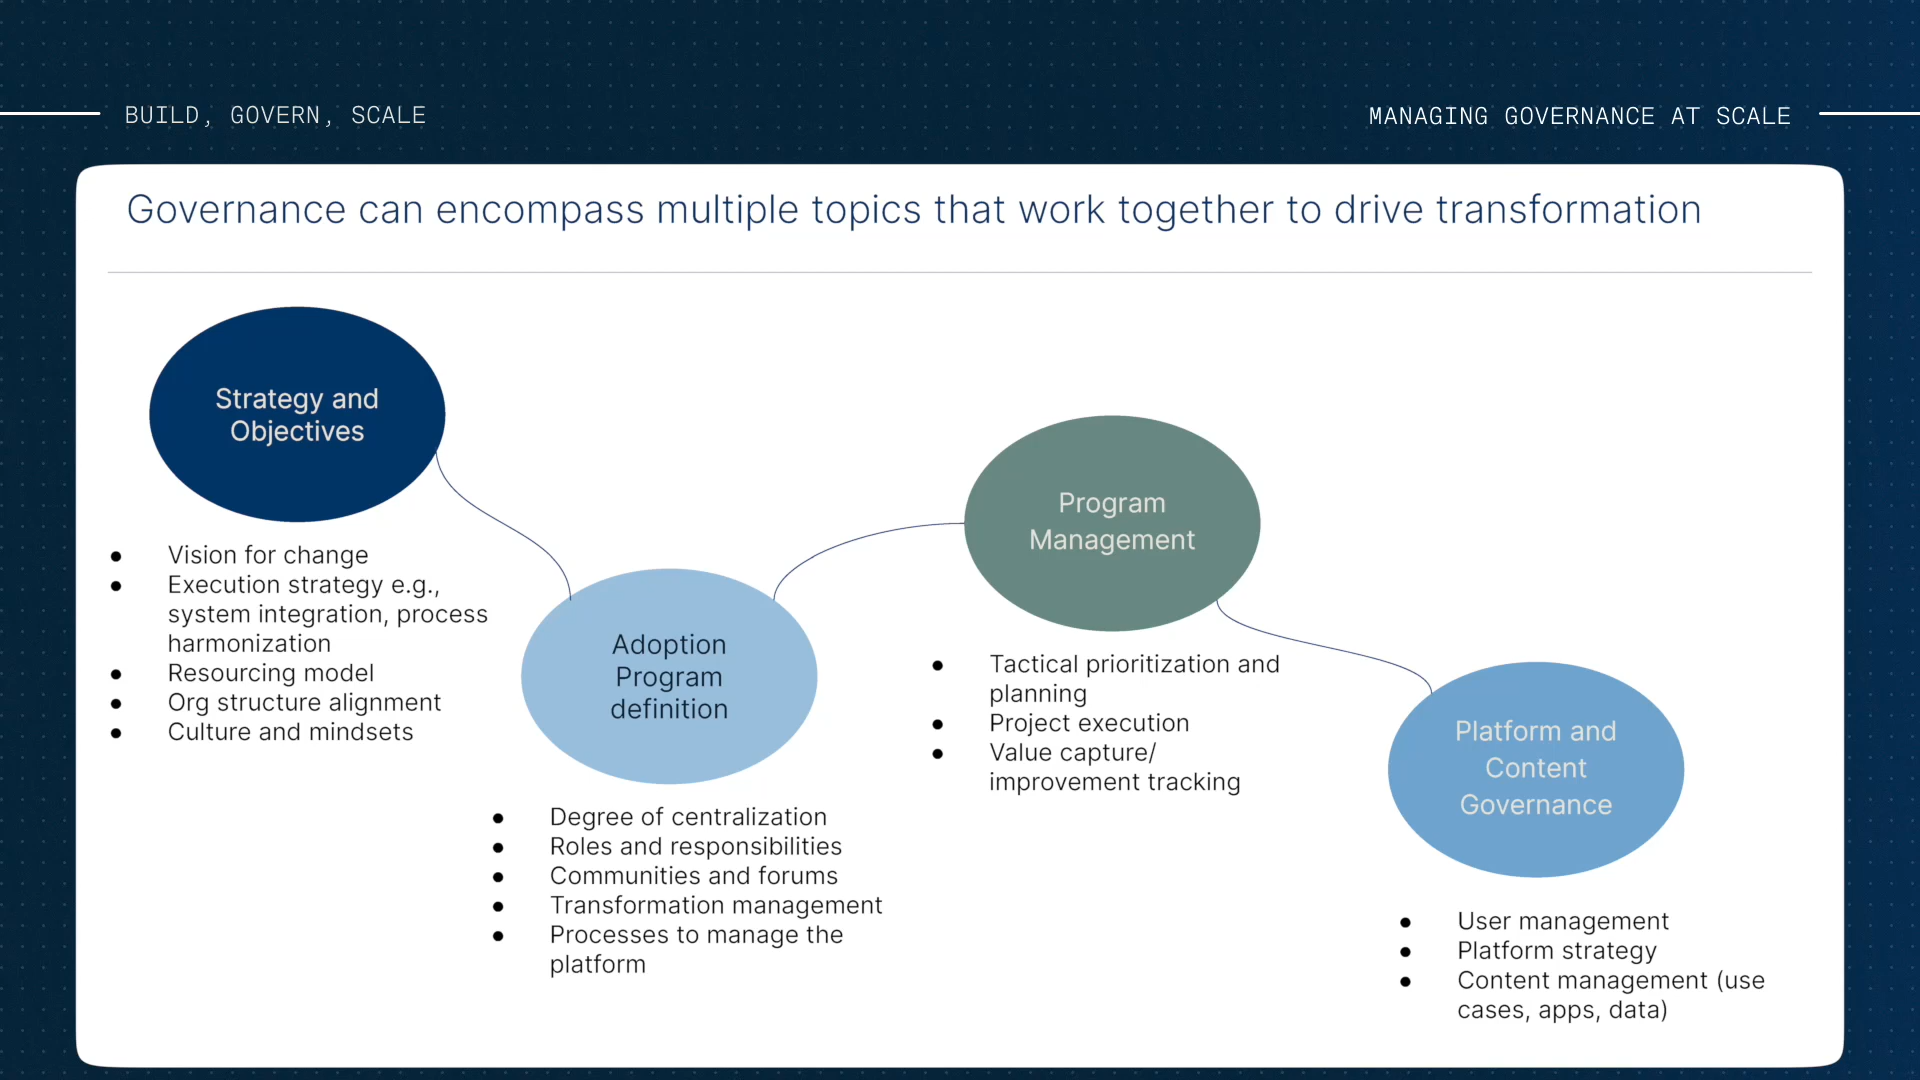 BUILD, GOVERN, SCALE
MANAGING GOVERNANCE AT SCALE
Governance can encompass multiple topics that work together to drive transformation
Strategy and
Objectives
● Vision for change
● Execution strategy e.g.,
system integration, process
harmonization
● Resourcing model
● Org structure alignment
● Culture and mindsets
Adoption
Program
definition
● Degree of centralization
● Roles and responsibilities
● Communities and forums
● Transformation management
● Processes to manage the
platform
Program
Management
● Tactical prioritization and
planning
● Project execution
● Value capture/
improvement tracking
Platform and
Content
Governance
● User management
● Platform strategy
● Content management (use
cases, apps, data)